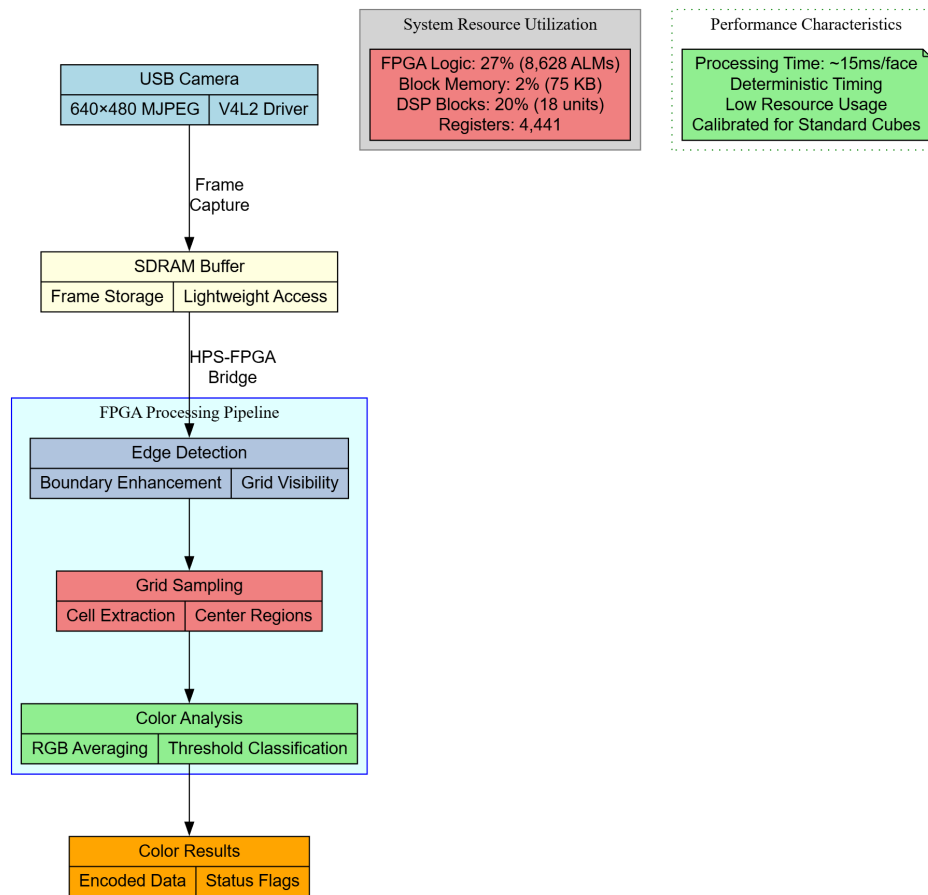 System Resource Utilization
FPGA Logic: 27% (8,628 ALMs)
Block Memory: 2% (75 KB)
DSP Blocks: 20% (18 units)
Registers: 4,441
Performance Characteristics
Processing Time: ~15ms/face
Deterministic Timing
Low Resource Usage
Calibrated for Standard Cubes
USB Camera
640×480 MJPEG
V4L2 Driver
Frame
Capture
SDRAM Buffer
Frame Storage
Lightweight Access
HPS-FPGA
Bridge
FPGA Processing Pipeline
Edge Detection
Boundary Enhancement
Grid Visibility
Grid Sampling
Cell Extraction
Center Regions
Color Analysis
RGB Averaging
Threshold Classification
Color Results
Encoded Data
Status Flags